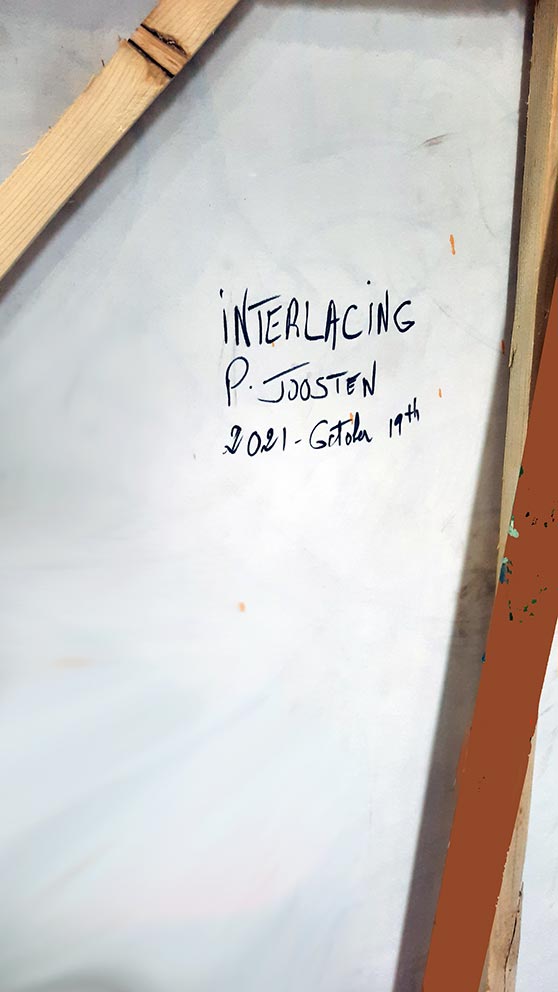 iNTERLACiNG
P. JOOSTEN
2021 - October 19th